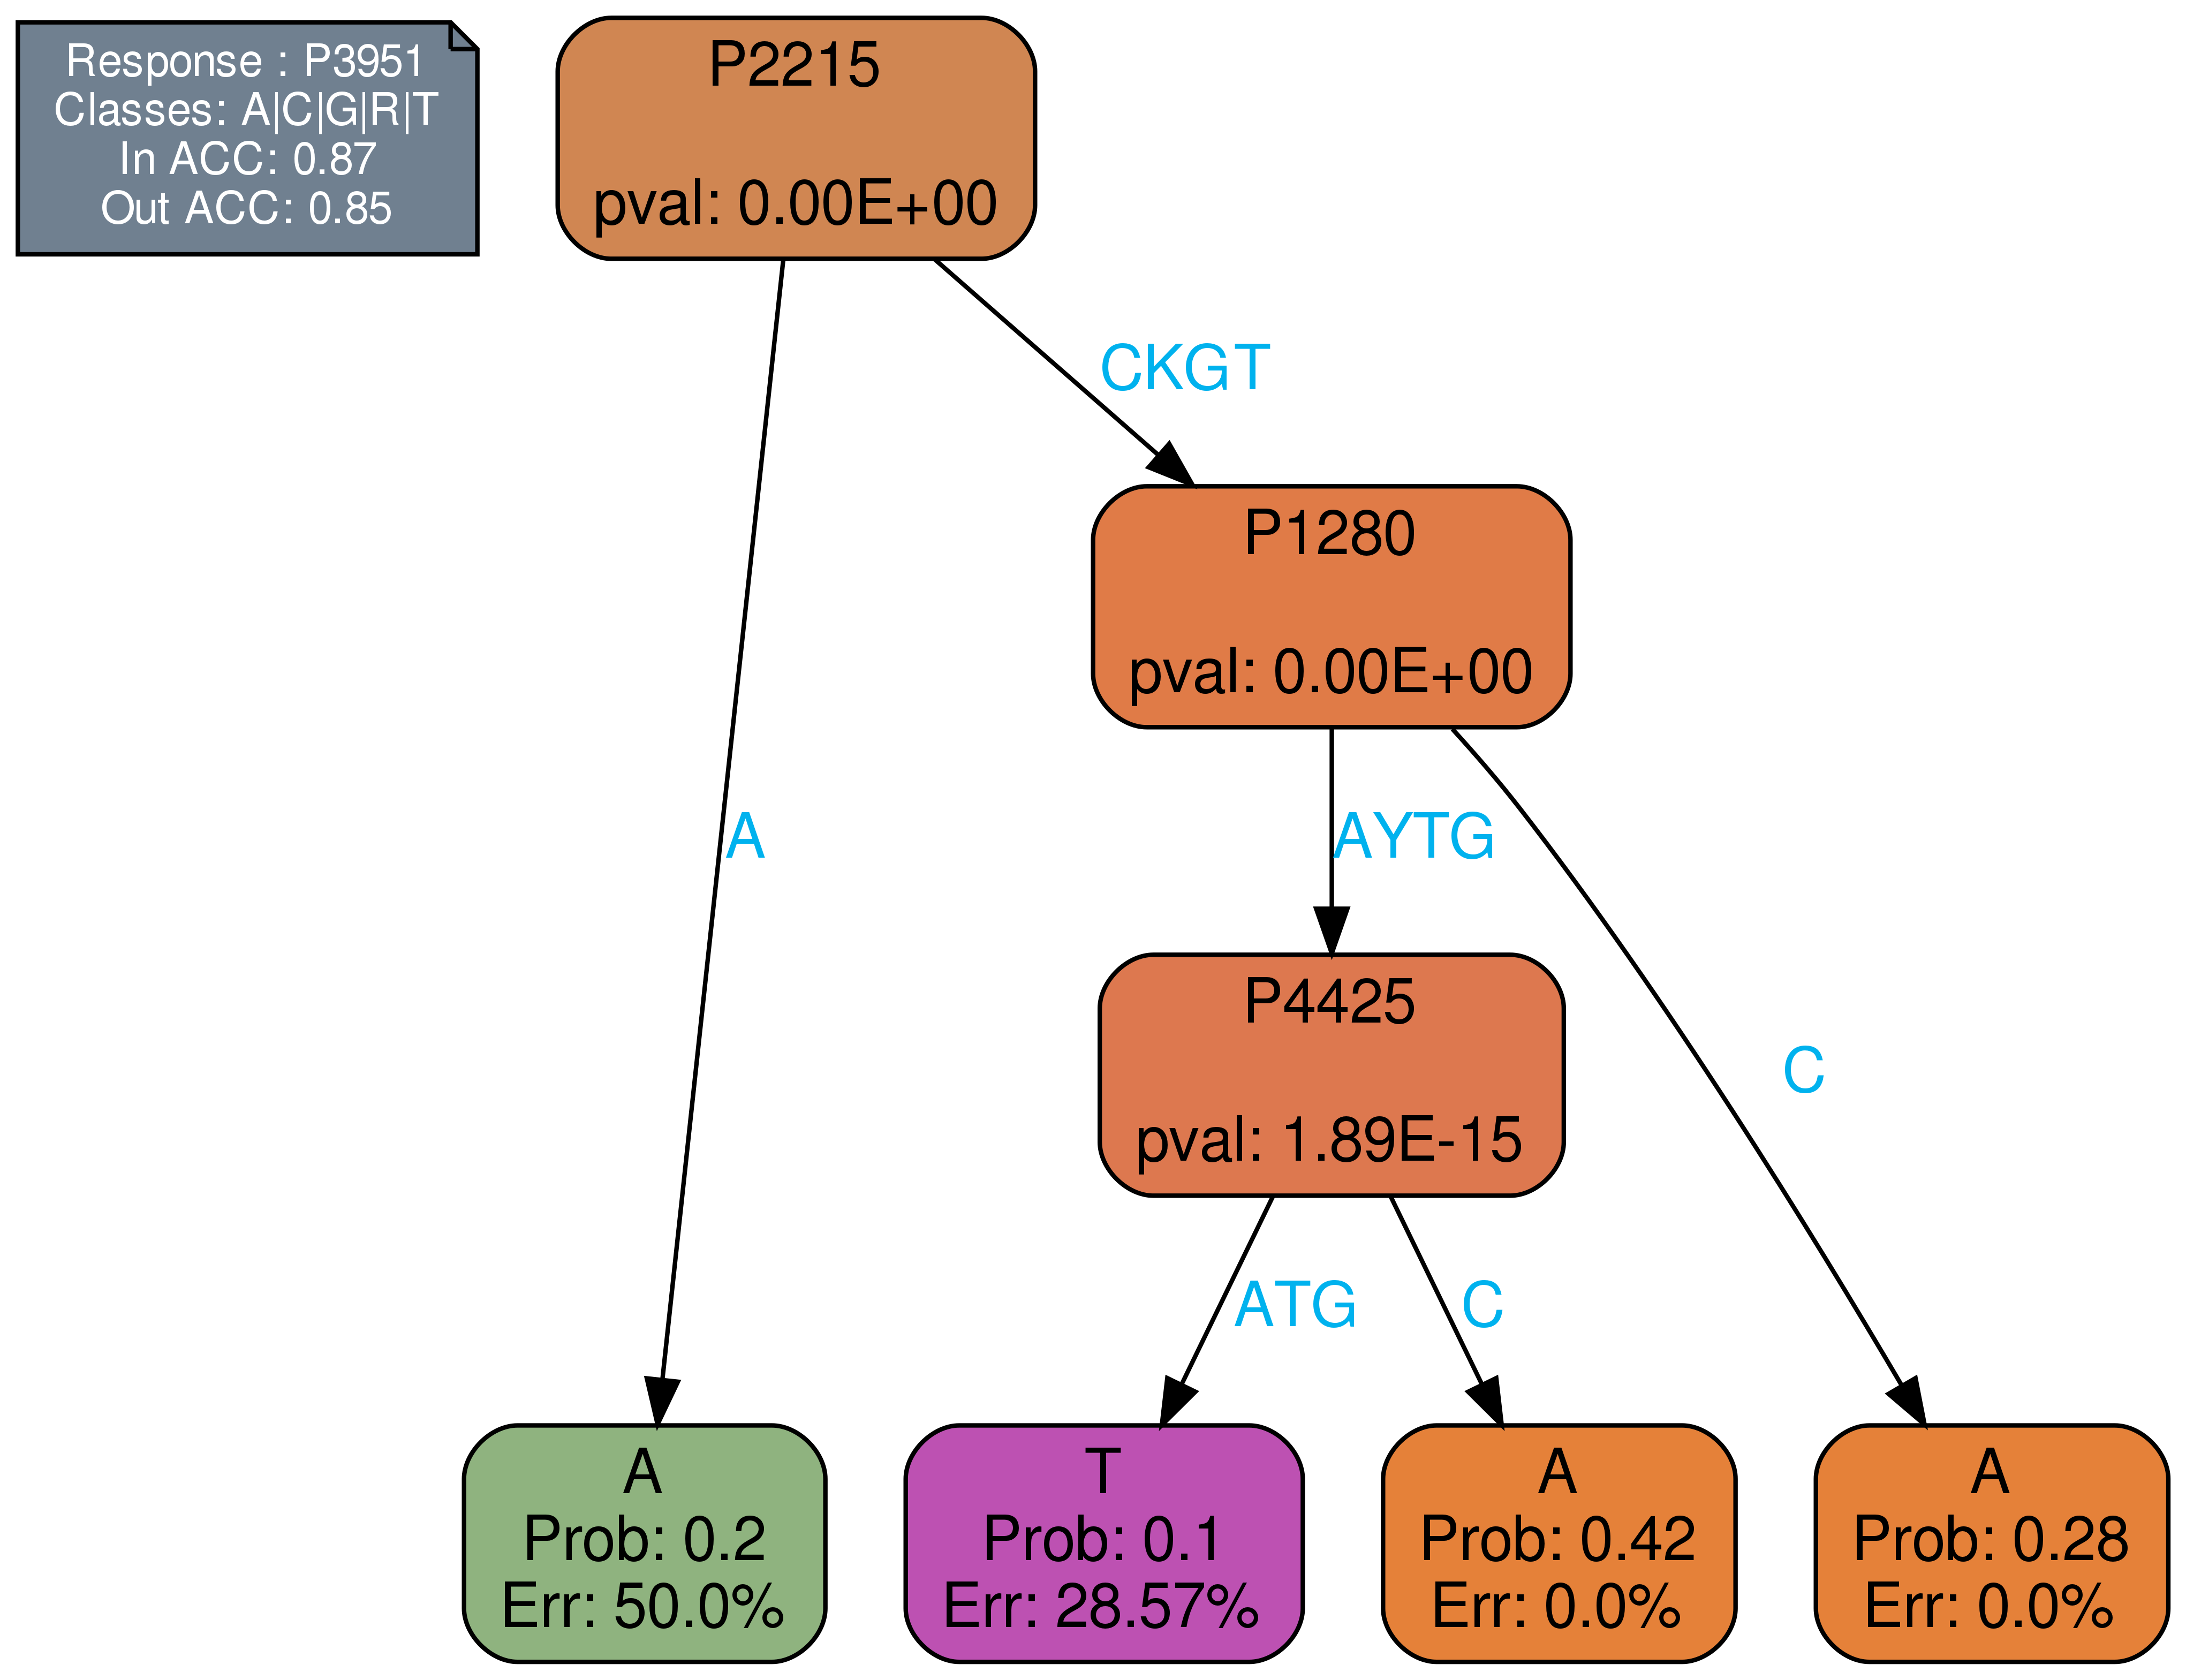 Response : P3951
Classes: A|C|G|R|T
In ACC: 0.87
Out ACC: 0.85
P2215
pval: 0.00E+00
CKGT
P1280
pval: 0.00E+00
A
AYTG
P4425
pval: 1.89E-15
C
ATG
C
A
Prob: 0.2
Err: 50.0%
T
Prob: 0.1
Err: 28.57%
A
Prob: 0.42
Err: 0.0%
A
Prob: 0.28
Err: 0.0%